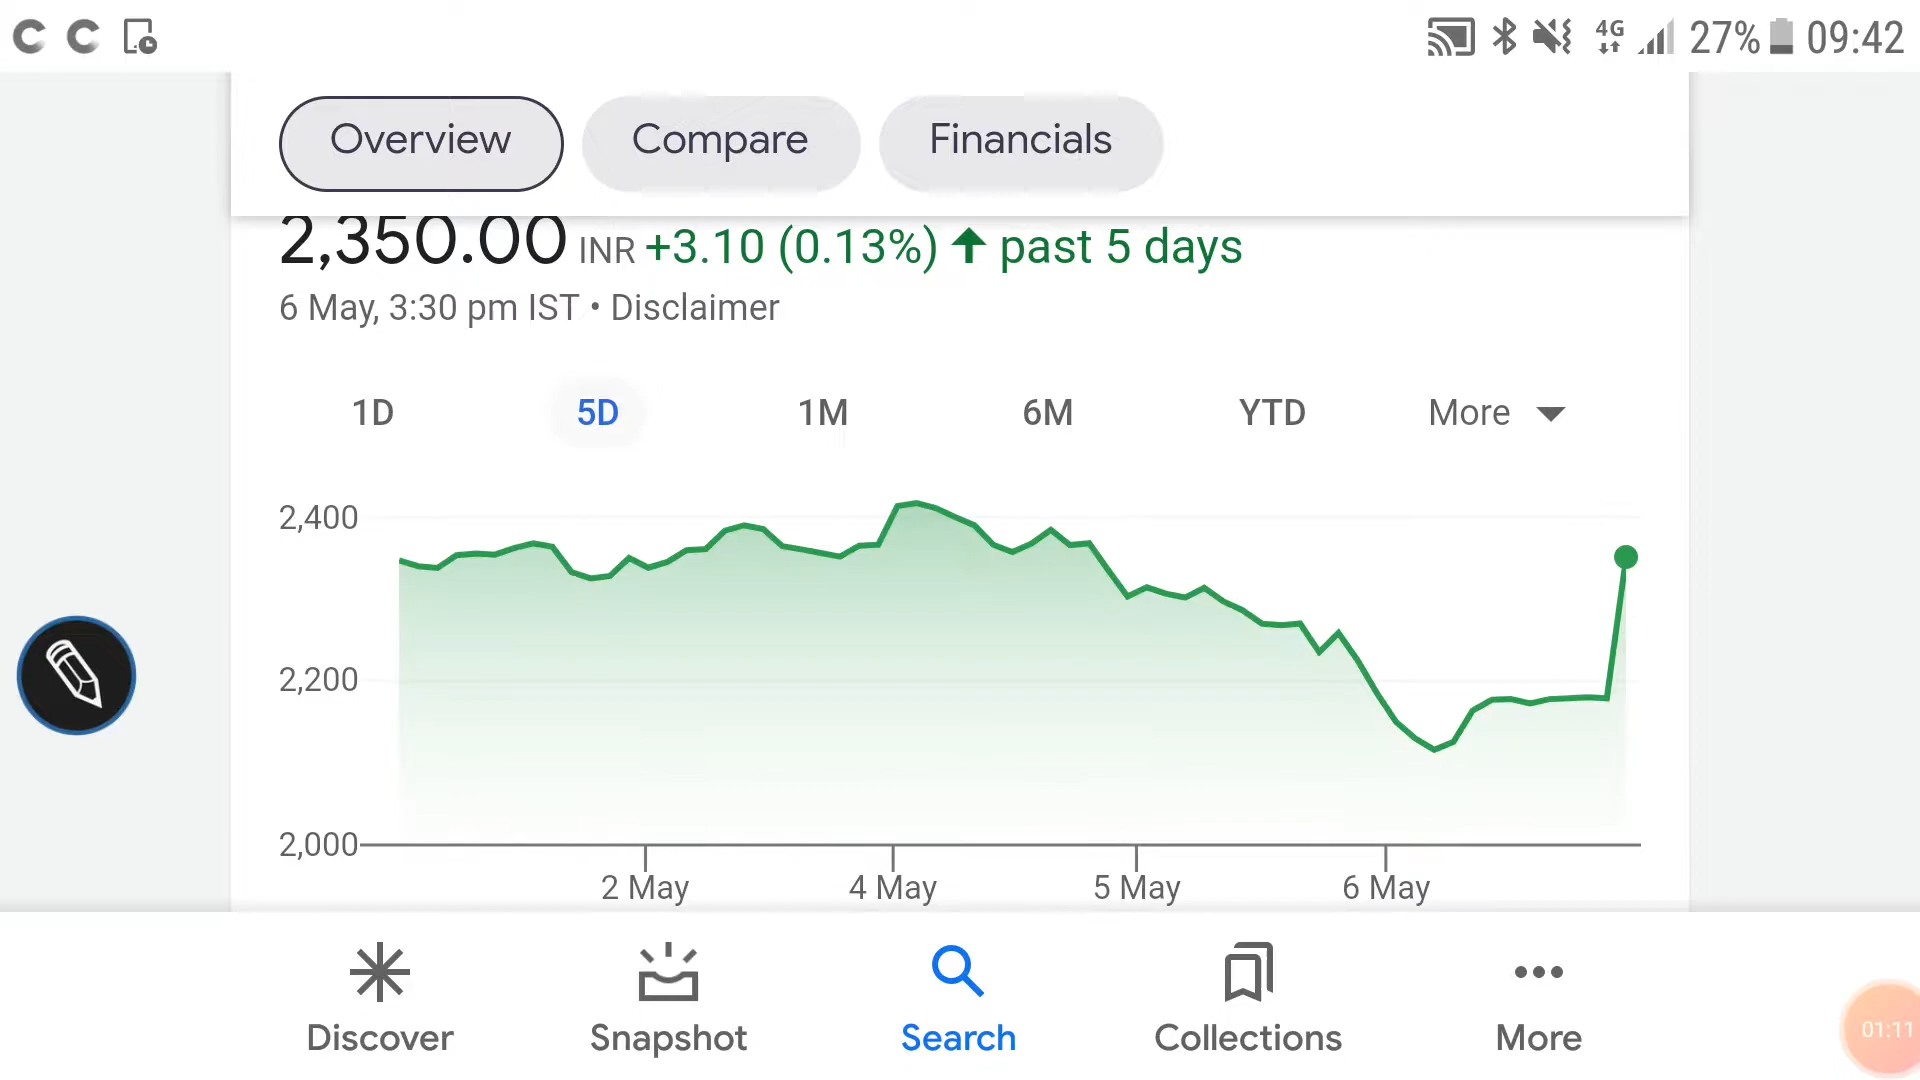 4G 27% 09:42
Overview Compare Financials
2,350.00 INR +3.10 (0.13%) past 5 days
6 May, 3:30 pm IST • Disclaimer
1D 5D 1M 6M YTD More
2,400
2,200
2,000
2 May 4 May 5 May 6 May
Discover Snapshot Search Collections More
01:11